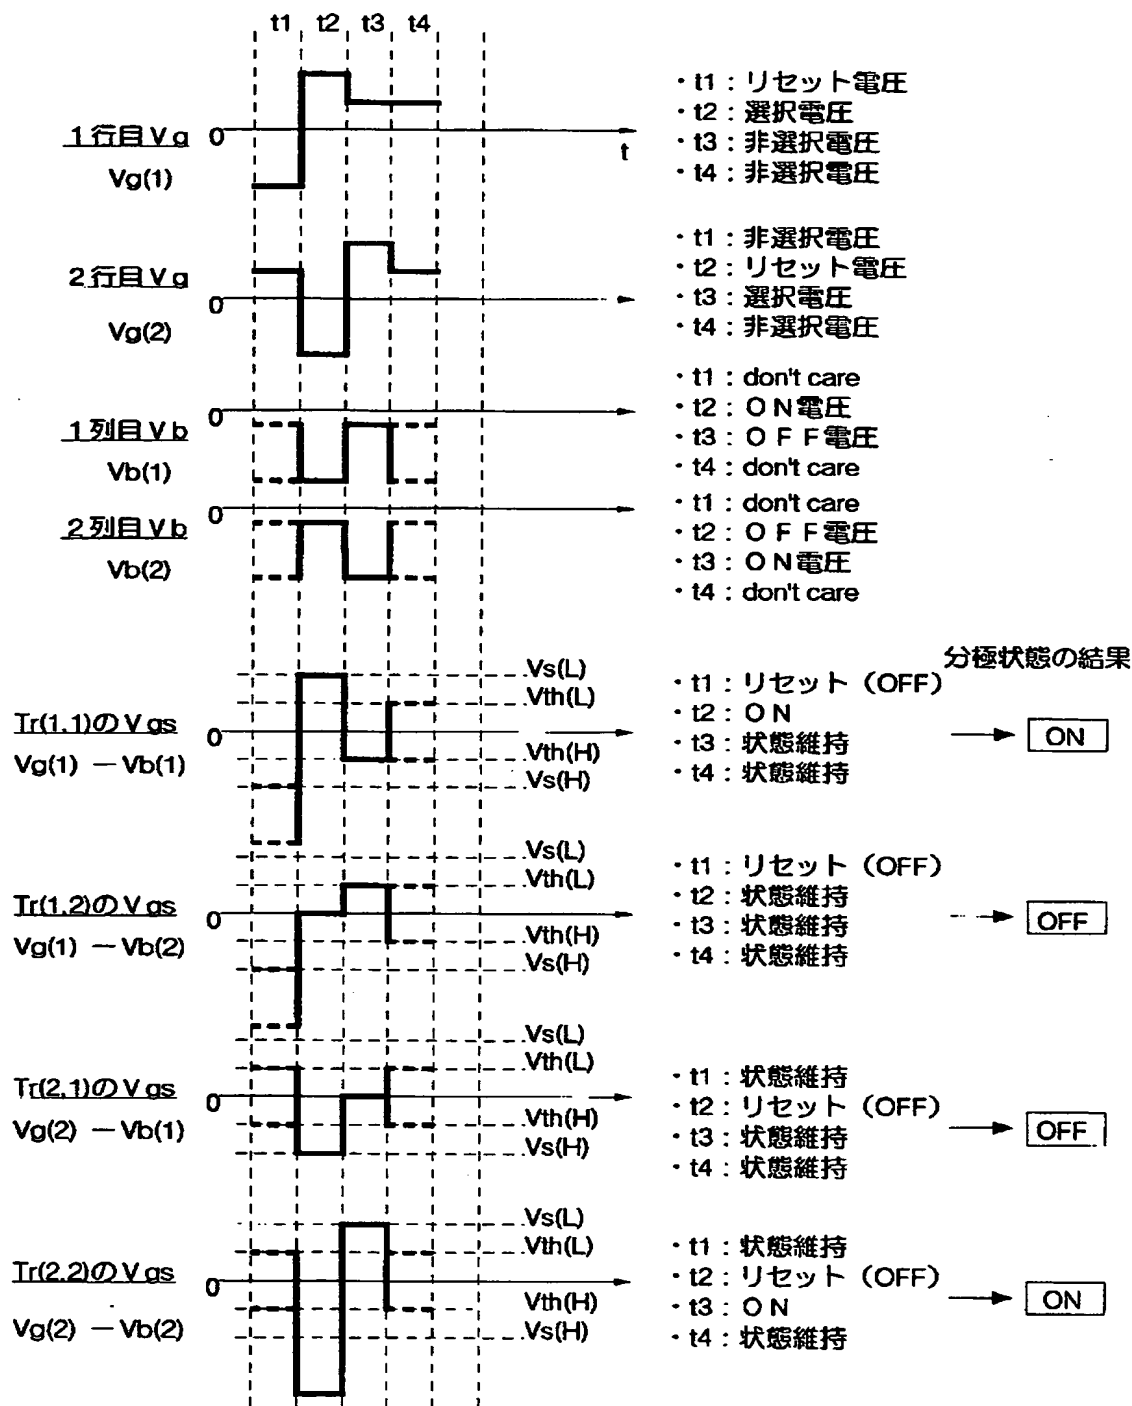 t1 t2 t3 t4
1行目Vg 0
Vg(1)
t
・t1：リセット電圧
・t2：選択電圧
・t3：非選択電圧
・t4：非選択電圧
2行目Vg 0
Vg(2)
・t1：非選択電圧
・t2：リセット電圧
・t3：選択電圧
・t4：非選択電圧
1列目Vb 0
Vb(1)
・t1：don't care
・t2：ON電圧
・t3：OFF電圧
・t4：don't care
2列目Vb 0
Vb(2)
・t1：don't care
・t2：OFF電圧
・t3：ON電圧
・t4：don't care
分極状態の結果
Tr(1,1)のVgs 0
Vg(1) －Vb(1)
Vs(L)
Vth(L)
Vth(H)
Vs(H)
・t1：リセット（OFF）
・t2：ON
・t3：状態維持
・t4：状態維持
ON
Tr(1,2)のVgs 0
Vg(1) －Vb(2)
Vs(L)
Vth(L)
Vth(H)
Vs(H)
・t1：リセット（OFF）
・t2：状態維持
・t3：状態維持
・t4：状態維持
OFF
Tr(2,1)のVgs 0
Vg(2) －Vb(1)
Vs(L)
Vth(L)
Vth(H)
Vs(H)
・t1：状態維持
・t2：リセット（OFF）
・t3：状態維持
・t4：状態維持
OFF
Tr(2,2)のVgs 0
Vg(2) －Vb(2)
Vs(L)
Vth(L)
Vth(H)
Vs(H)
・t1：状態維持
・t2：リセット（OFF）
・t3：ON
・t4：状態維持
ON